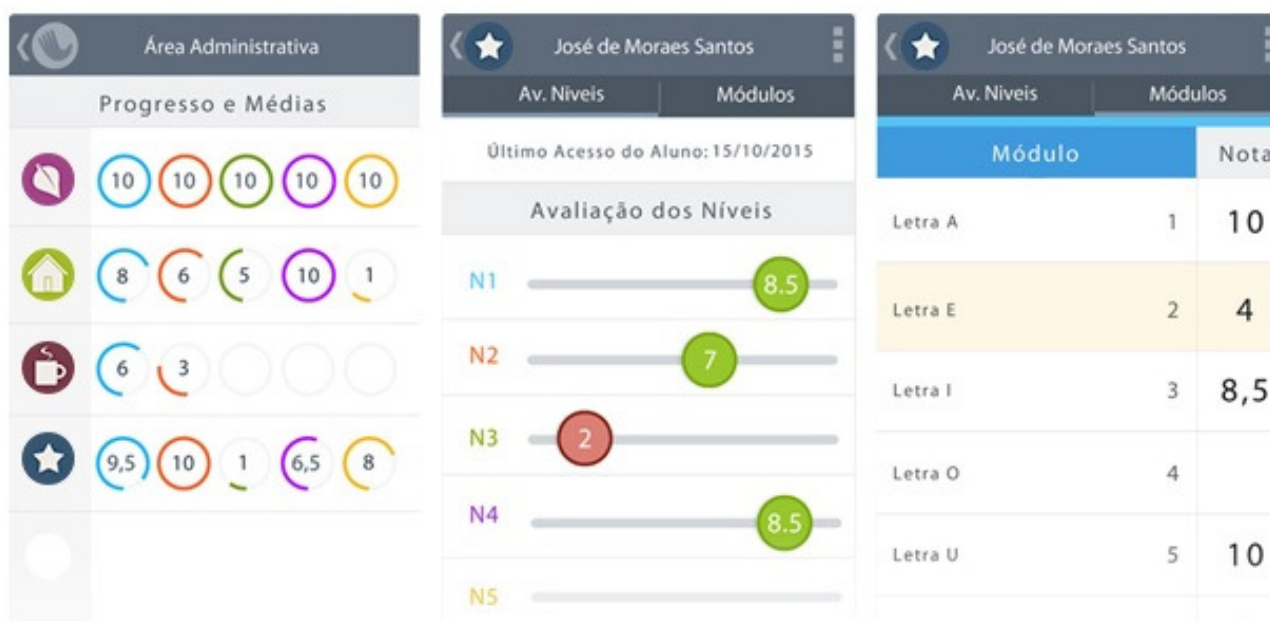 Área Administrativa
Progresso e Médias
10 10 10 10 10
8 6 5 10 1
6 3
9,5 10 1 6,5 8
José de Moraes Santos
Av. Niveis Módulos
Último Acesso do Aluno: 15/10/2015
Avaliação dos Níveis
N1 8.5
N2 7
N3 2
N4 8.5
N5
José de Moraes Santos
Av. Niveis Módulos
Módulo Nota
Letra A 1 10
Letra E 2 4
Letra I 3 8,5
Letra O 4
Letra U 5 10